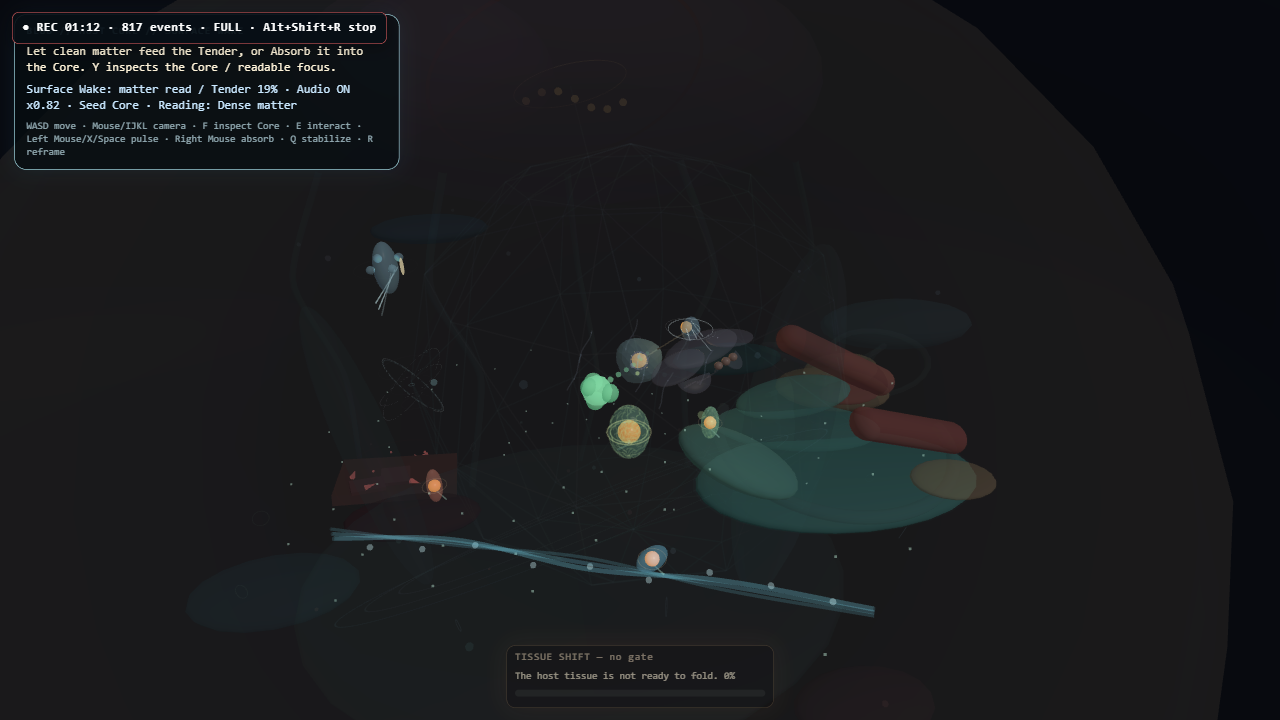 ● REC 01:12 · 817 events · FULL · Alt+Shift+R stop
Let clean matter feed the Tender, or Absorb it into
the Core. Y inspects the Core / readable focus.
Surface Wake: matter read / Tender 19% · Audio ON
x0.82 · Seed Core · Reading: Dense matter
WASD move · Mouse/IJKL camera · F inspect Core · E interact ·
Left Mouse/X/Space pulse · Right Mouse absorb · Q stabilize · R
reframe
TISSUE SHIFT — no gate
The host tissue is not ready to fold. 0%